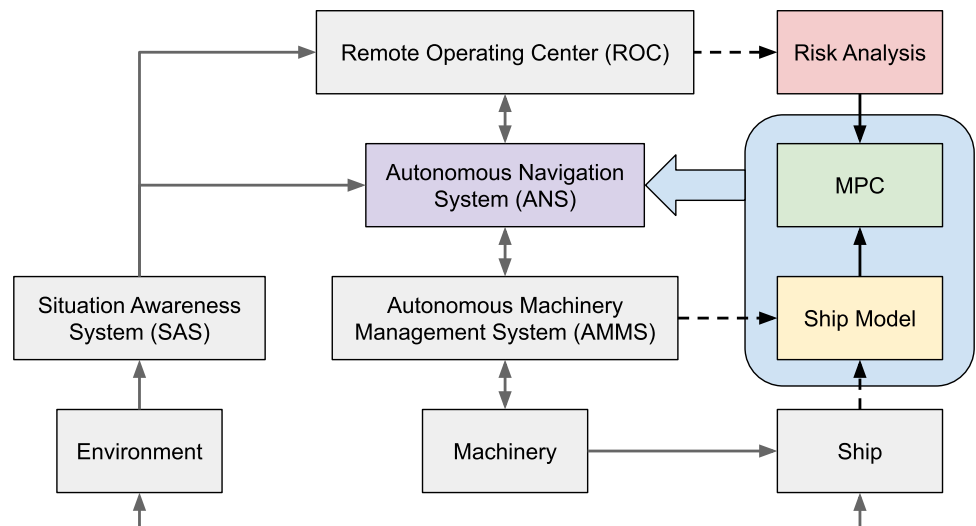 Remote Operating Center (ROC)
Risk Analysis
Autonomous Navigation
System (ANS)
MPC
Situation Awareness
System (SAS)
Autonomous Machinery
Management System (AMMS)
Ship Model
Environment
Machinery
Ship